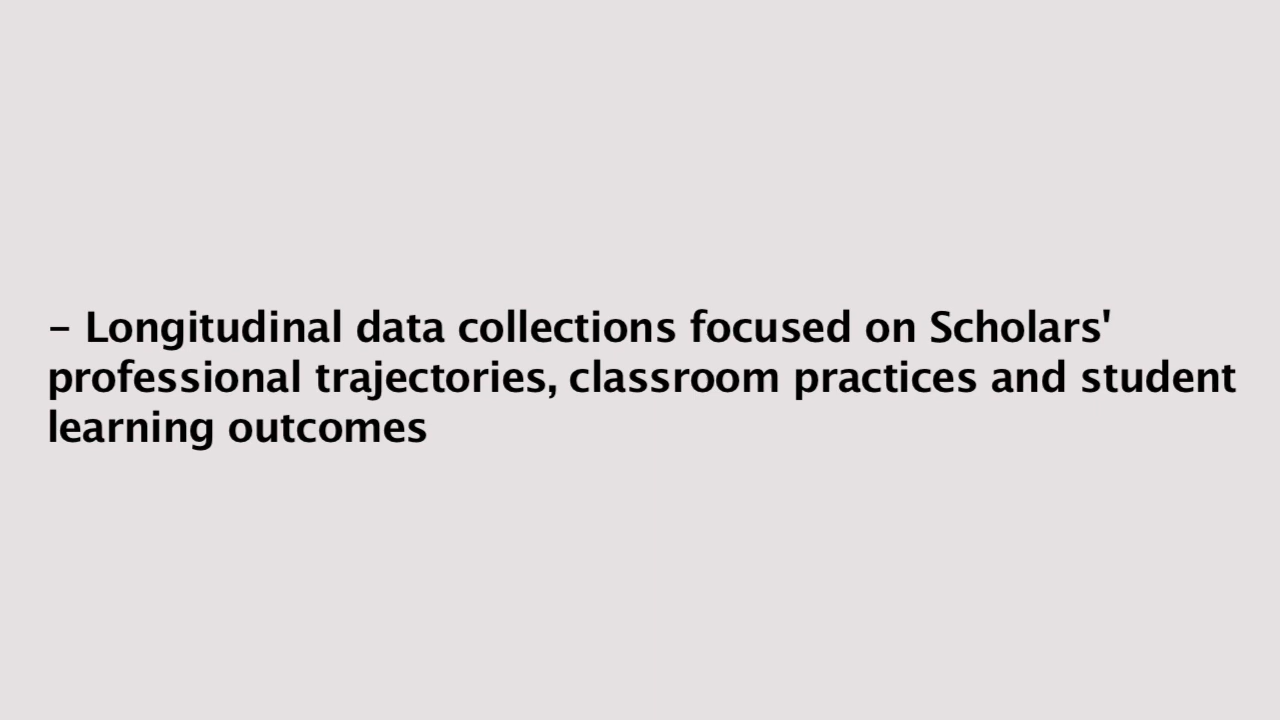 – Longitudinal data collections focused on Scholars'
professional trajectories, classroom practices and student
learning outcomes